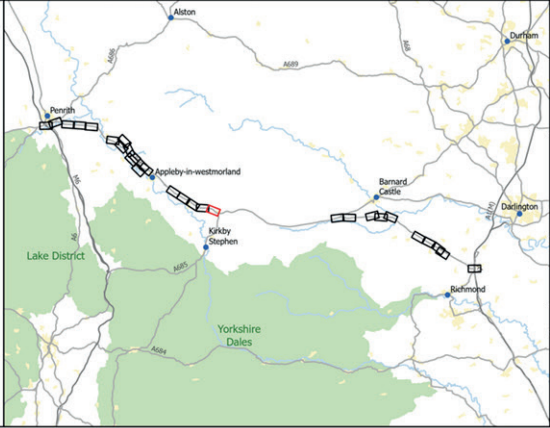 Alston
Durham
A686
A68
A689
Penrith
Appleby-in-westmorland
Barnard
Castle
Darlington
A1(M)
M6
A6
Kirkby
Stephen
Lake District
A685
Richmond
Yorkshire
Dales
A684